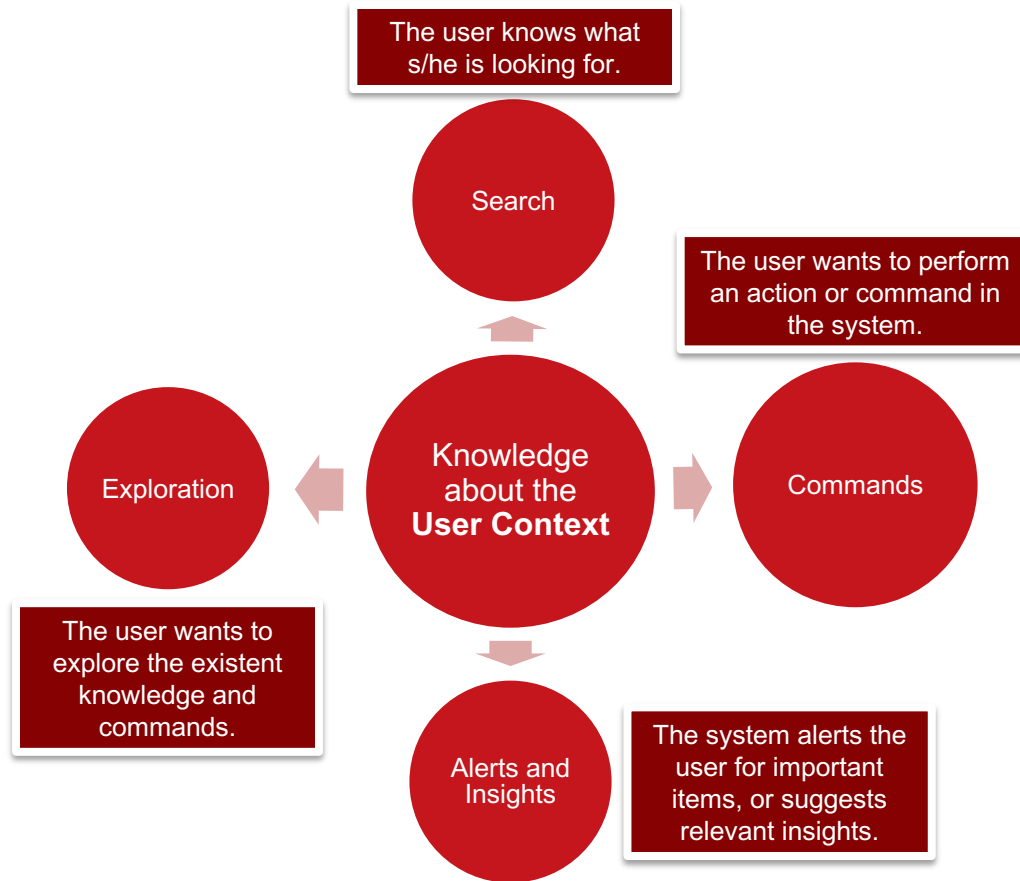 The user knows what
s/he is looking for.
Search
The user wants to perform
an action or command in
the system.
Knowledge
about the
User Context
Exploration
Commands
The user wants to
explore the existent
knowledge and
commands.
Alerts and
Insights
The system alerts the
user for important
items, or suggests
relevant insights.